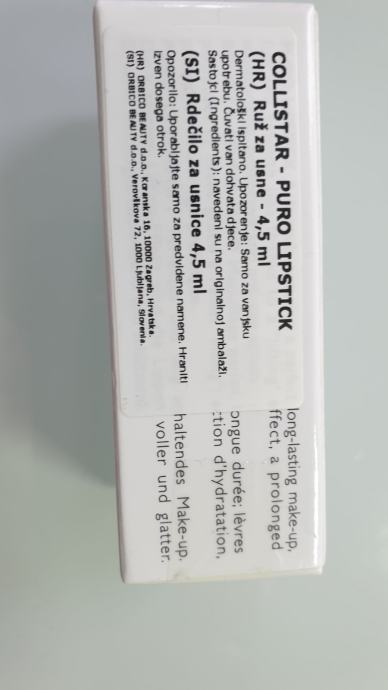 COLLISTAR - PURO LIPSTICK
(HR) Ruž za usne - 4,5 ml
Dermatološki ispitano. Upozorenje: Samo za vanjsku
upotrebu. Čuvati van dohvata djece.
Sastojci (Ingredients): navedeni su na originalnoj ambalaži.
(SI) Rdečilo za usnice 4,5 ml
Opozorilo: Uporabljajte samo za predvidene namene. Hraniti
izven dosega otrok.
(HR) ORBICO BEAUTY d.o.o., Koranska 16, 10000 Zagreb, Hrvatska.
(SI) ORBICO BEAUTY d.o.o., Verovškova 72, 1000 Ljubljana, Slovenia.
long-lasting make-up,
ffect, a prolonged
ongue durée; lèvres
ction d'hydratation,
haltendes Make-up.
voller und glatter.